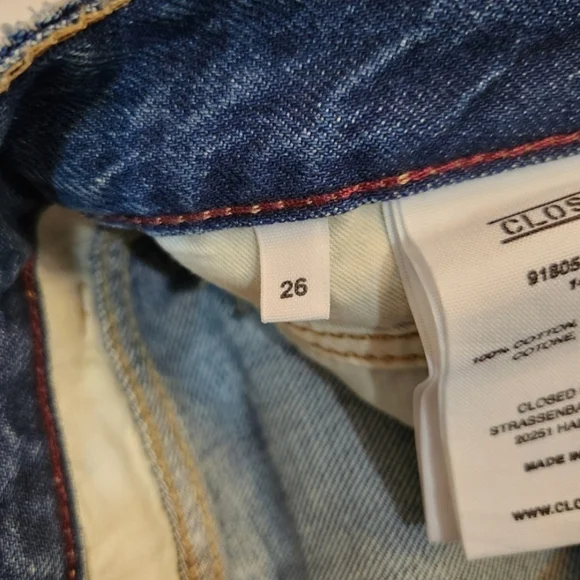 26
CLOS
91805
100% COTTON,
COTONE,
CLOSED
STRASSENBA
20251 HA
MADE IN
WWW.CLO